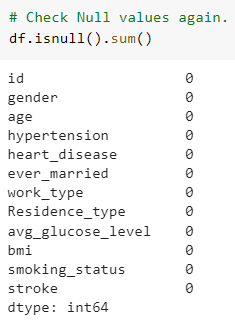 # Check Null values again.
df.isnull().sum()
id 0
gender 0
age 0
hypertension 0
heart_disease 0
ever_married 0
work_type 0
Residence_type 0
avg_glucose_level 0
bmi 0
smoking_status 0
stroke 0
dtype: int64